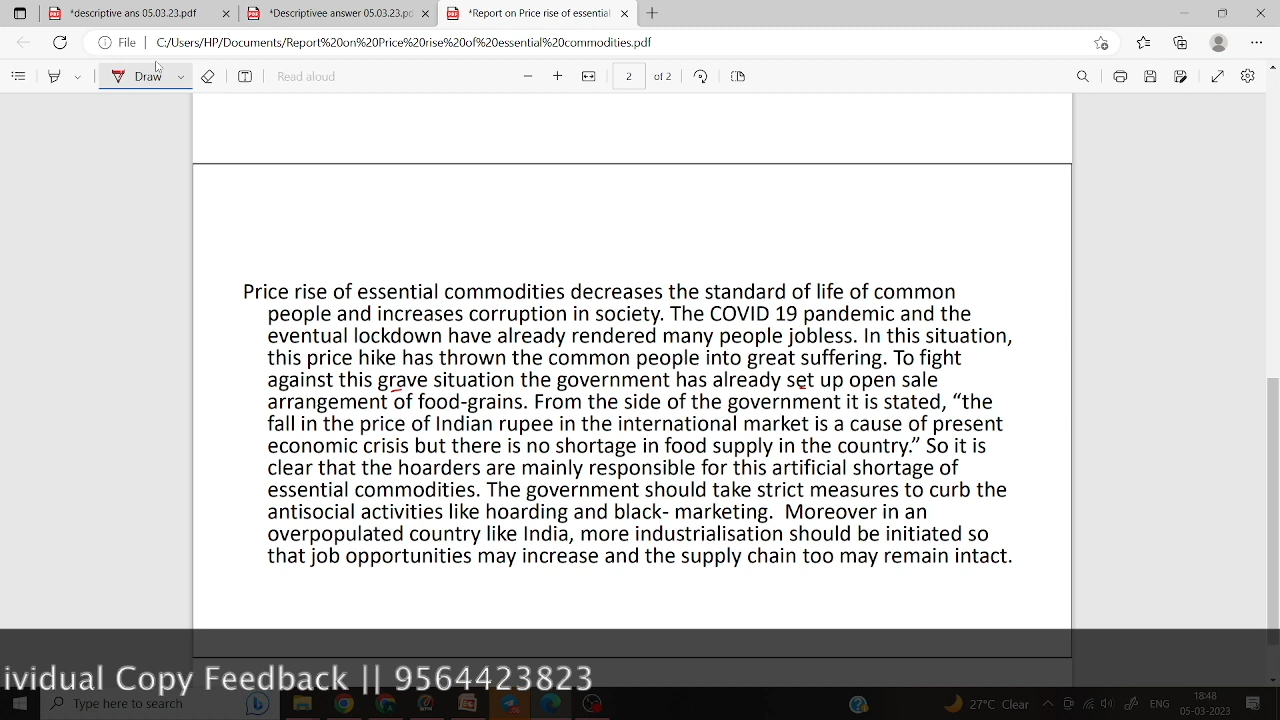 *descriptive ans 05.03.23.pdf
*Descriptivee answer 05.03.23.pd
*Report on Price rise of essential
File C:/Users/HP/Documents/Report%20on%20Price%20rise%20of%20essential%20commodities.pdf
Draw Read aloud 2 of 2
Price rise of essential commodities decreases the standard of life of common
people and increases corruption in society. The COVID 19 pandemic and the
eventual lockdown have already rendered many people jobless. In this situation,
this price hike has thrown the common people into great suffering. To fight
against this grave situation the government has already set up open sale
arrangement of food-grains. From the side of the government it is stated, “the
fall in the price of Indian rupee in the international market is a cause of present
economic crisis but there is no shortage in food supply in the country.” So it is
clear that the hoarders are mainly responsible for this artificial shortage of
essential commodities. The government should take strict measures to curb the
antisocial activities like hoarding and black- marketing.  Moreover in an
overpopulated country like India, more industrialisation should be initiated so
that job opportunities may increase and the supply chain too may remain intact.
ividual Copy Feedback || 9564423823
Type here to search
27°C Clear
ENG
18:48
05-03-2023